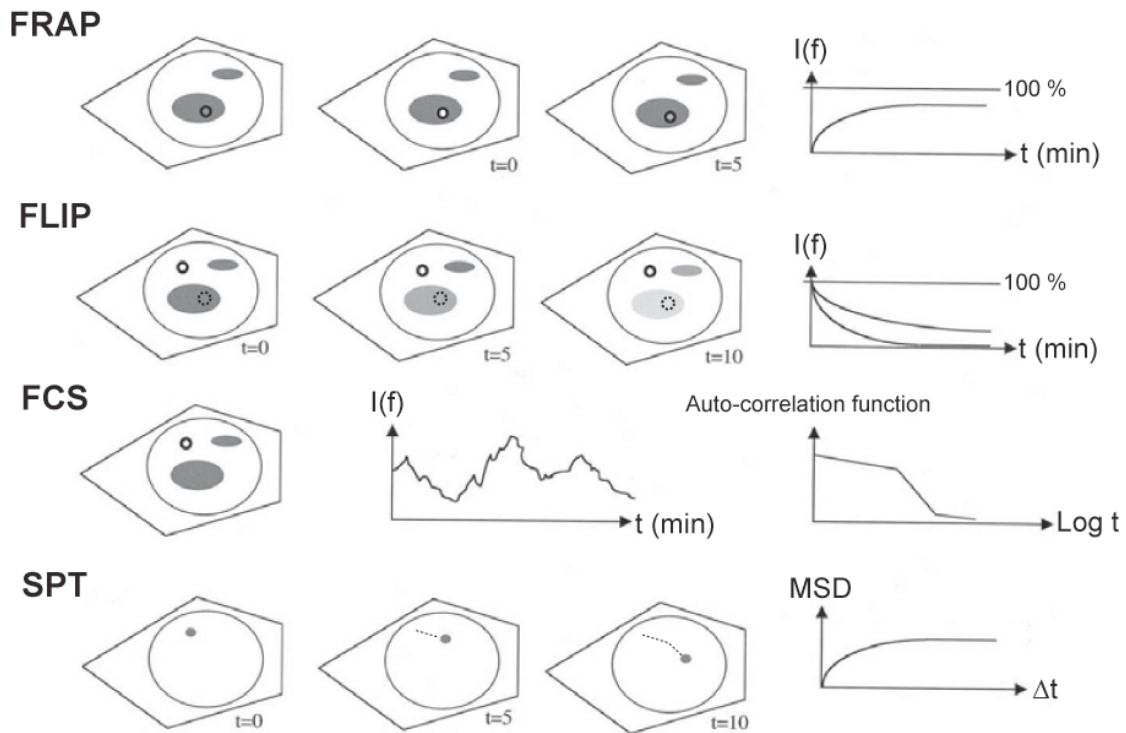 FRAP
I(f)
100 %
t (min)
t=0
t=5
FLIP
I(f)
100 %
t (min)
t=0
t=5
t=10
FCS
I(f)
Auto-correlation function
t (min)
Log t
SPT
MSD
Δt
t=0
t=5
t=10